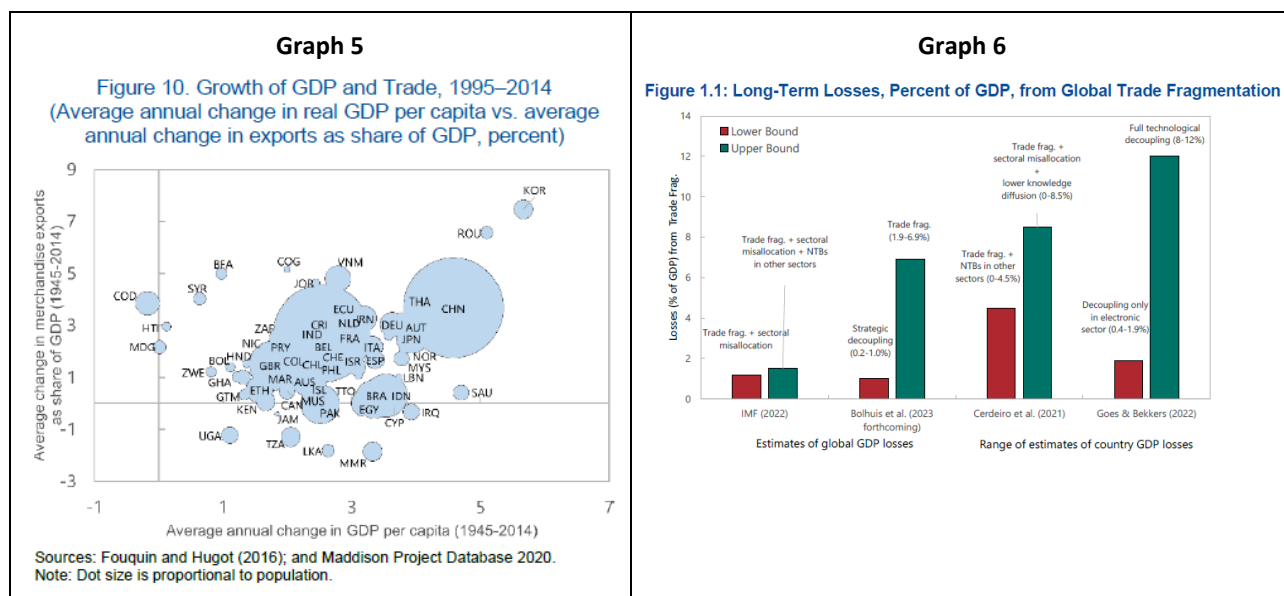 Graph 5
Figure 10. Growth of GDP and Trade, 1995–2014
(Average annual change in real GDP per capita vs. average
annual change in exports as share of GDP, percent)
Average change in merchandise exports
as share of GDP (1945-2014)
9
7
5
3
1
-1
-3
KOR
ROU
COG
VNM
BFA
JOR
SYR
COD
THA
CHN
ECU
HTI
ZAF
CRI
NLD
IRN
DEU
AUT
IND
FRA
JPN
MDG
NIC
PRY
BEL
ITA
HND
BOL
COL
CHE
CHL
ISR
ESP
NOR
GBR
PHL
MYS
ZWE
GHA
MAR
AUS
LBN
ETH
ISL
TTO
SAU
GTM
MUS
BRA
IDN
KEN
CAN
PAK
EGY
IRQ
JAM
CYP
UGA
TZA
LKA
MMR
-1
1
3
5
7
Average annual change in GDP per capita (1945-2014)
Sources: Fouquin and Hugot (2016); and Maddison Project Database 2020.
Note: Dot size is proportional to population.
Graph 6
Figure 1.1: Long-Term Losses, Percent of GDP, from Global Trade Fragmentation
Losses (% of GDP) from Trade Frag.
14
12
10
8
6
4
2
0
Lower Bound
Upper Bound
Full technological
decoupling (8-12%)
Trade frag. +
sectoral misallocation
+
lower knowledge
diffusion (0-8.5%)
Trade frag.
(1.9-6.9%)
Trade frag. + sectoral
misallocation + NTBs
in other sectors
Trade frag. +
NTBs in other
sectors (0-4.5%)
Decoupling only
in electronic
sector (0.4-1.9%)
Strategic
decoupling
(0.2-1.0%)
Trade frag. + sectoral
misallocation
IMF (2022)
Bolhuis et al. (2023
forthcoming)
Cerdeiro et al. (2021)
Goes & Bekkers (2022)
Estimates of global GDP losses
Range of estimates of country GDP losses